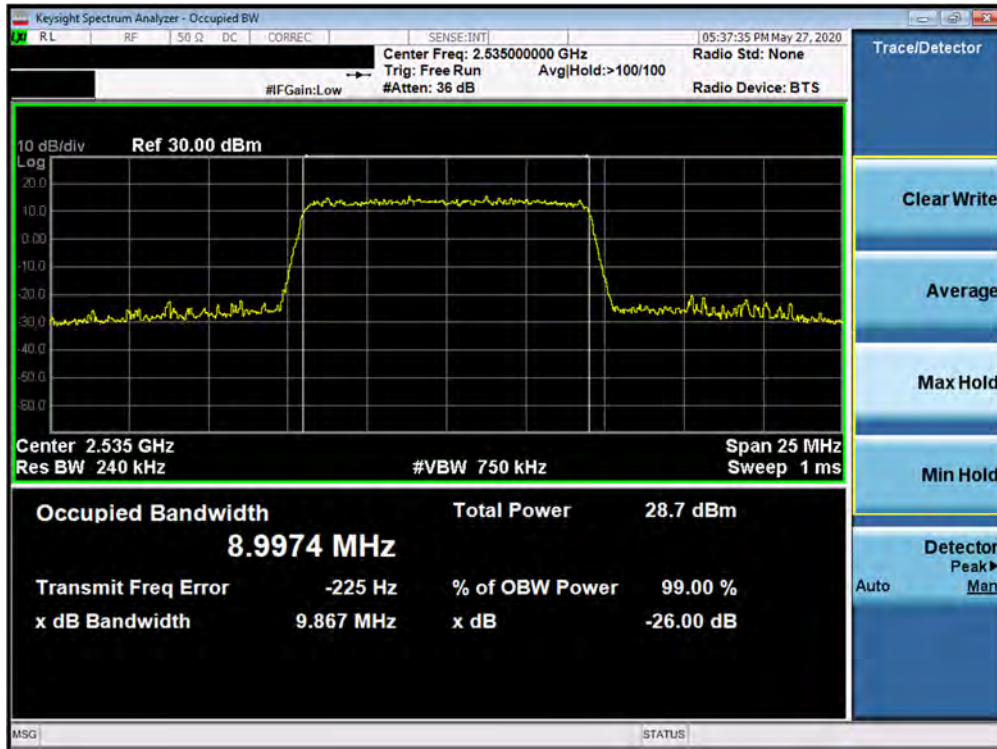 Keysight Spectrum Analyzer - Occupied BW
LXI RL RF 50 Ω DC CORREC SENSE:INT 05:37:35 PM May 27, 2020
Center Freq: 2.535000000 GHz Radio Std: None
Trig: Free Run Avg|Hold:>100/100
#IFGain:Low #Atten: 36 dB Radio Device: BTS
Trace/Detector
10 dB/div Ref 30.00 dBm
Log
20.0
10.0
0.00
-10.0
-20.0
-30.0
-40.0
-50.0
-60.0
Center 2.535 GHz Span 25 MHz
Res BW 240 kHz #VBW 750 kHz Sweep 1 ms
Occupied Bandwidth Total Power 28.7 dBm
8.9974 MHz
Transmit Freq Error -225 Hz % of OBW Power 99.00 %
x dB Bandwidth 9.867 MHz x dB -26.00 dB
Clear Write
Average
Max Hold
Min Hold
Detector
Peak▶
Auto Man
MSG STATUS